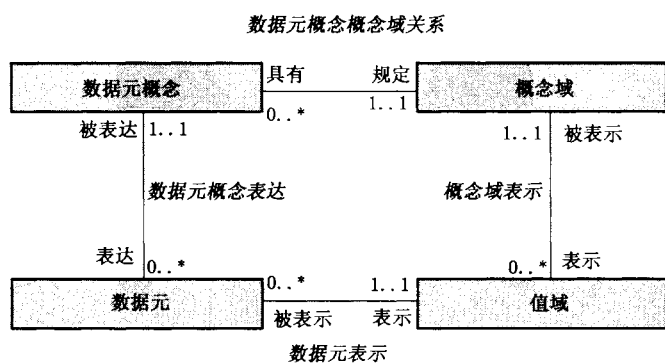 数据元概念概念域关系
数据元概念
具有
规定
概念域
0..*
1..1
被表达
1..1
1..1
被表示
数据元概念表达
概念域表示
表达
0..*
0..*
1..1
0..*
表示
数据元
被表示
表示
值域
数据元表示